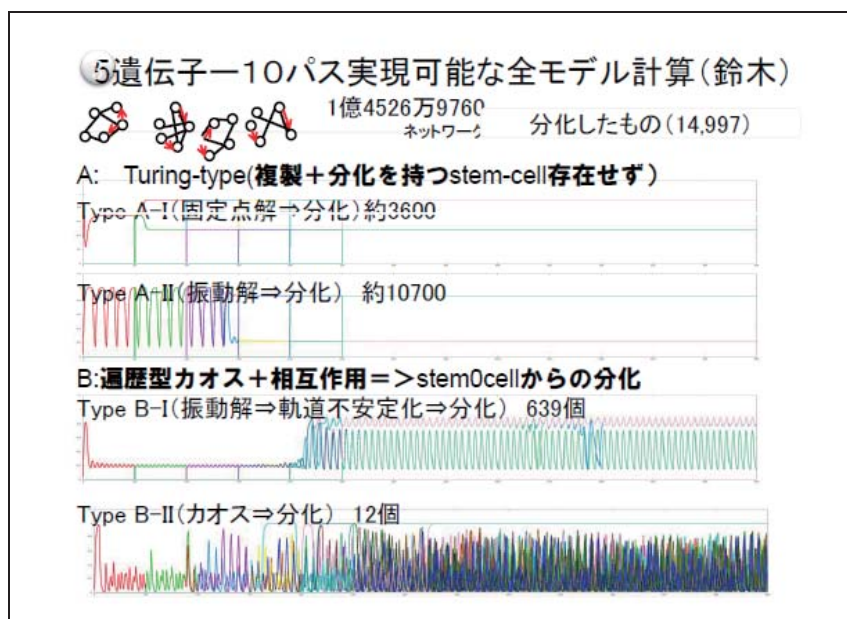 5遺伝子ー10パス実現可能な全モデル計算(鈴木)
1億4526万9760
ネットワーク
分化したもの(14,997)
A: Turing-type(複製+分化を持つstem-cell存在せず)
Type A-I(固定点解⇒分化)約3600
Type A-II(振動解⇒分化) 約10700
B:遍歴型カオス+相互作用=>stem0cellからの分化
Type B-I(振動解⇒軌道不安定化⇒分化) 639個
Type B-II(カオス⇒分化) 12個